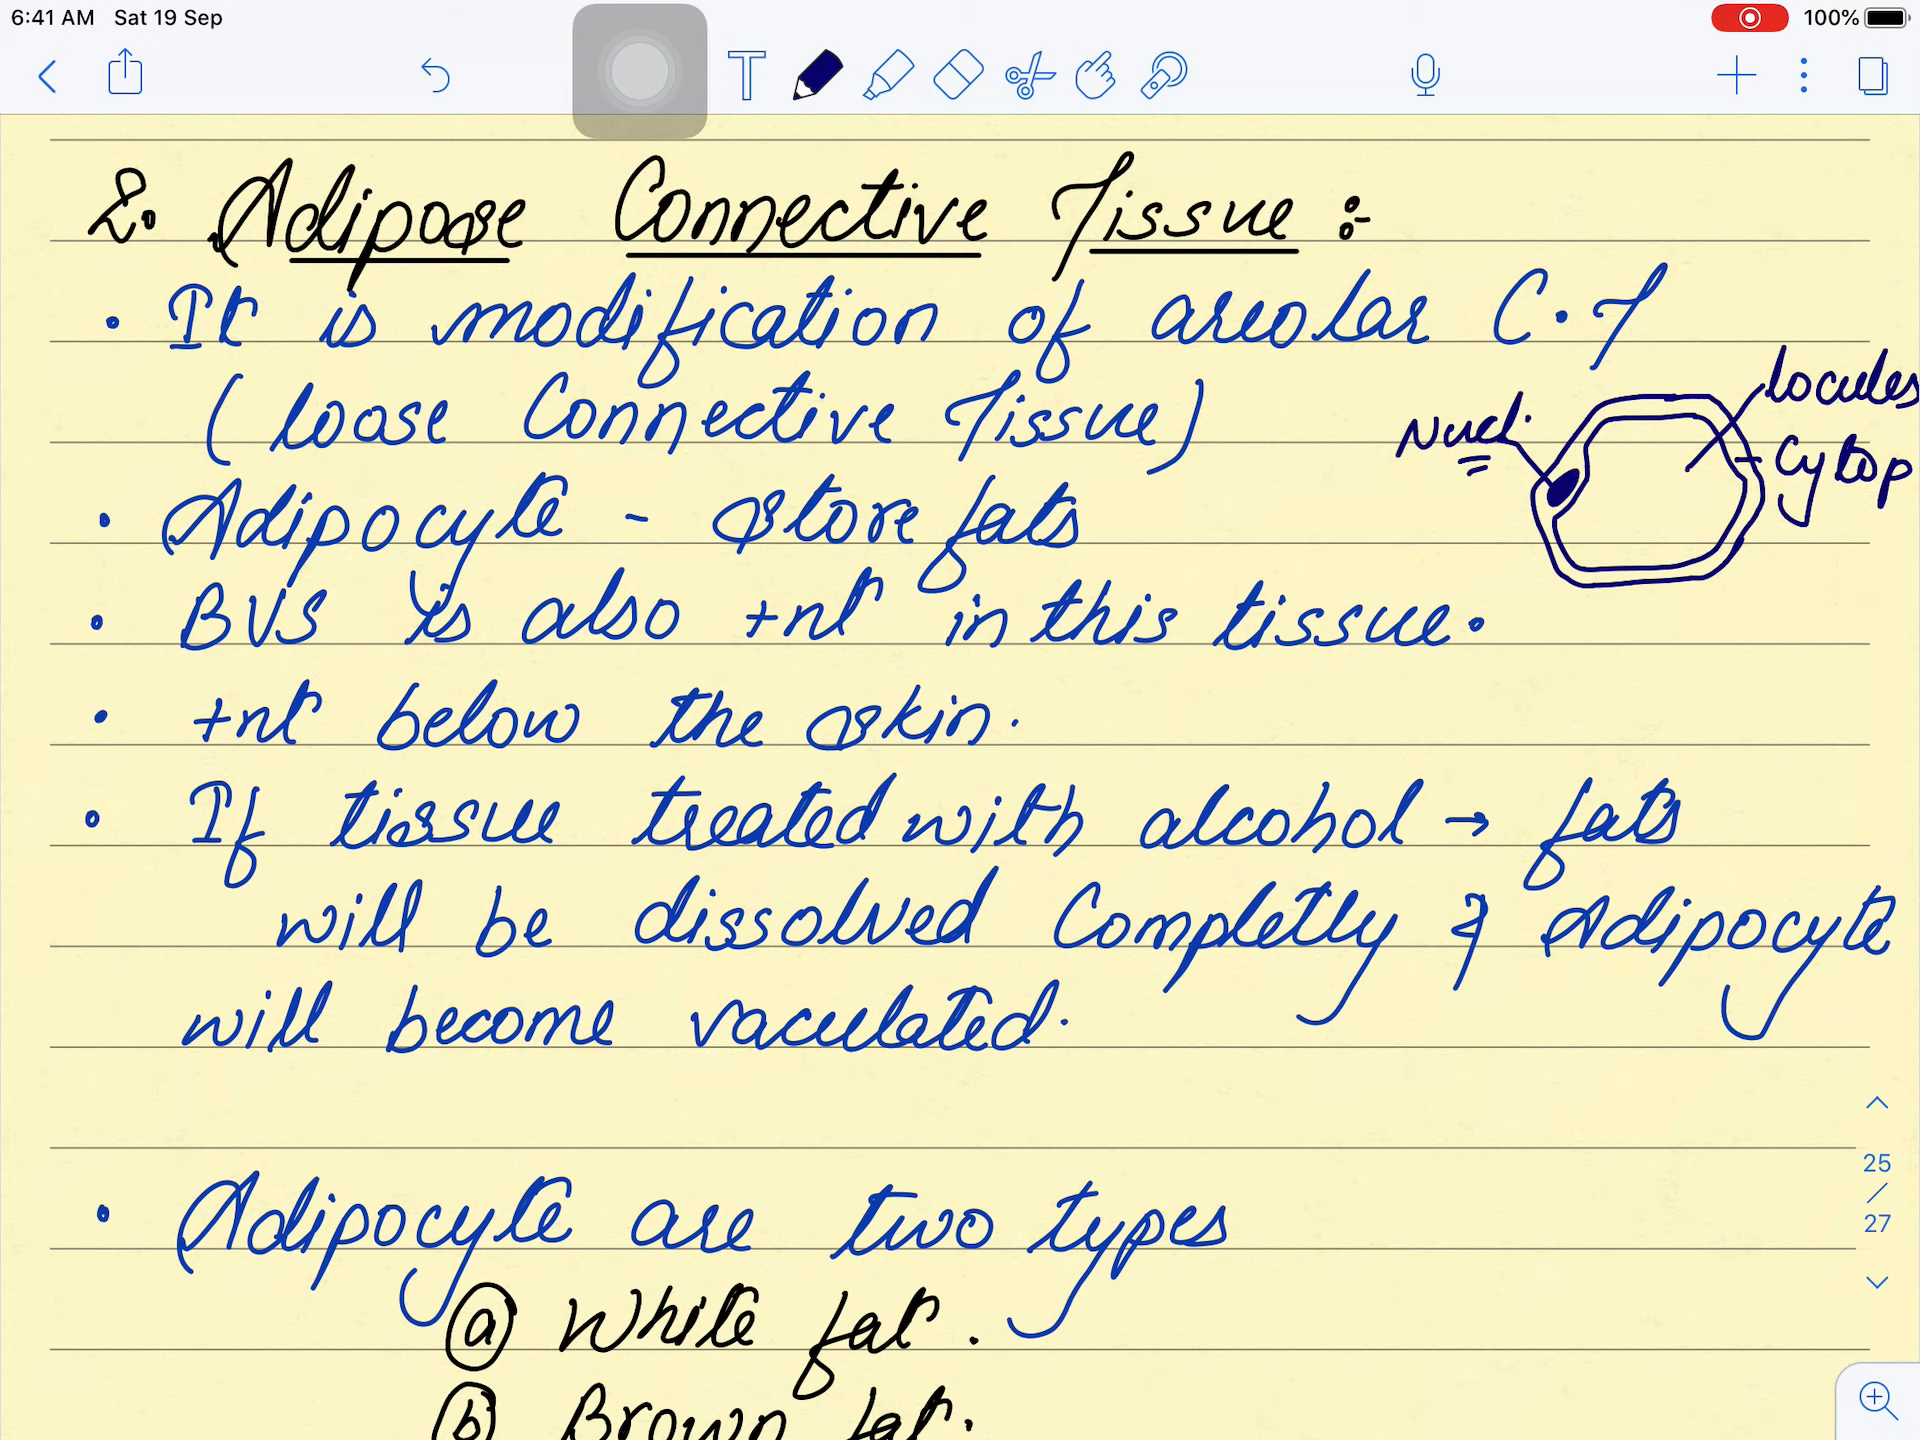 6:41 AM Sat 19 Sep
100%
T
2. Adipose Connective Tissue :-
• It is modification of areolar C.T
(loose Connective Tissue)
locules
Nucl.
Cytop
• Adipocyte - store fats
• BVS is also +nt in this tissue.
• +nt below the skin.
• If tissue treated with alcohol → fats
will be dissolved Completly & Adipocyte
will become vaculated.
• Adipocyte are two types
ⓐ White fat.
ⓑ Brown fat.
25
/
27